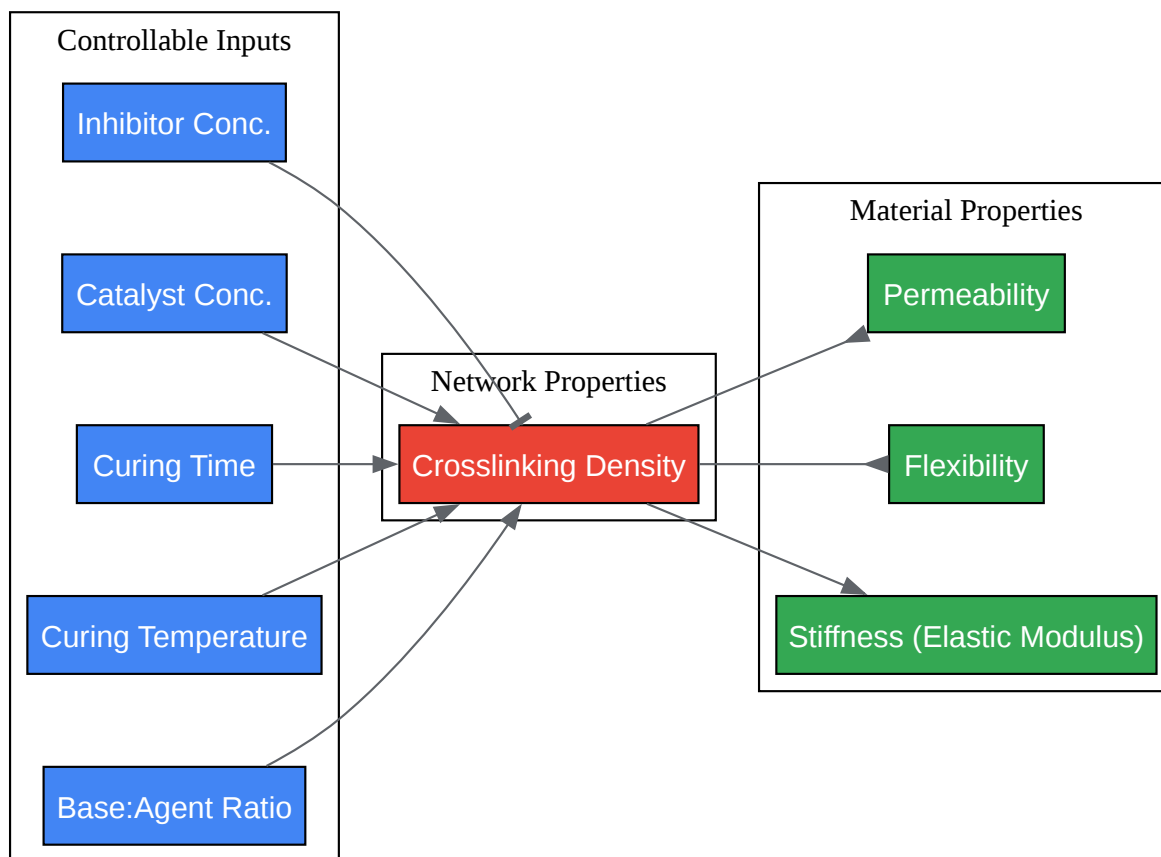 Controllable Inputs
Inhibitor Conc.
Catalyst Conc.
Curing Time
Curing Temperature
Base:Agent Ratio
Network Properties
Crosslinking Density
Material Properties
Permeability
Flexibility
Stiffness (Elastic Modulus)